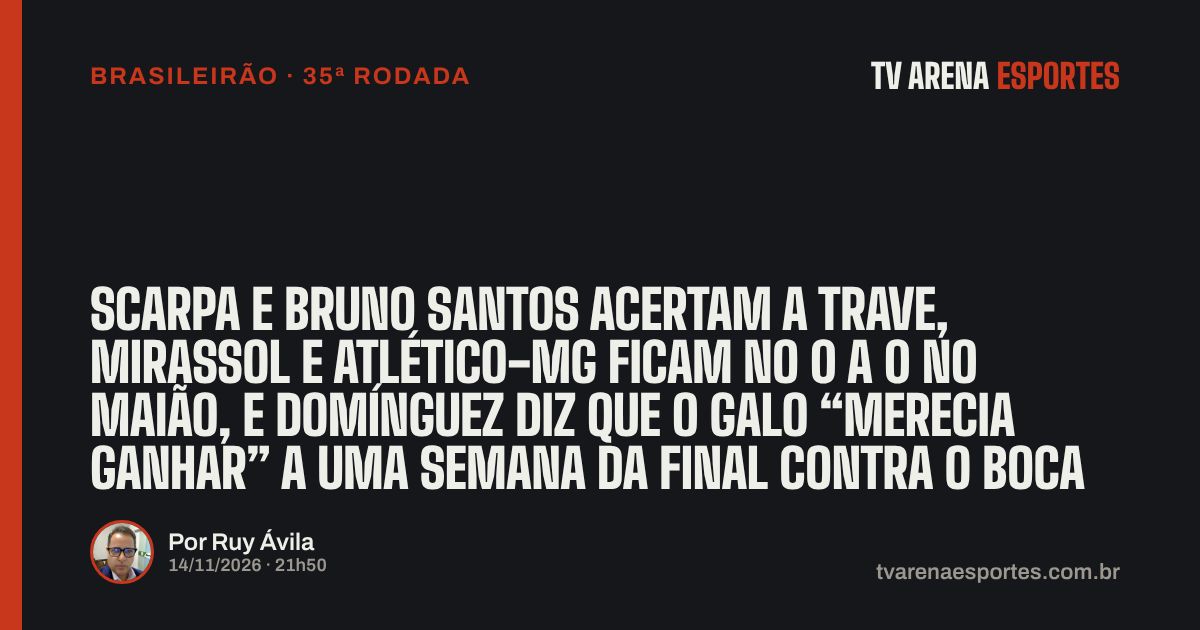 BRASILEIRÃO · 35ª RODADA
TV ARENA ESPORTES
SCARPA E BRUNO SANTOS ACERTAM A TRAVE,
MIRASSOL E ATLÉTICO-MG FICAM NO 0 A 0 NO
MAIÃO, E DOMÍNGUEZ DIZ QUE O GALO “MERECIA
GANHAR” A UMA SEMANA DA FINAL CONTRA O BOCA
Por Ruy Ávila
14/11/2026 · 21h50
tvarenaesportes.com.br